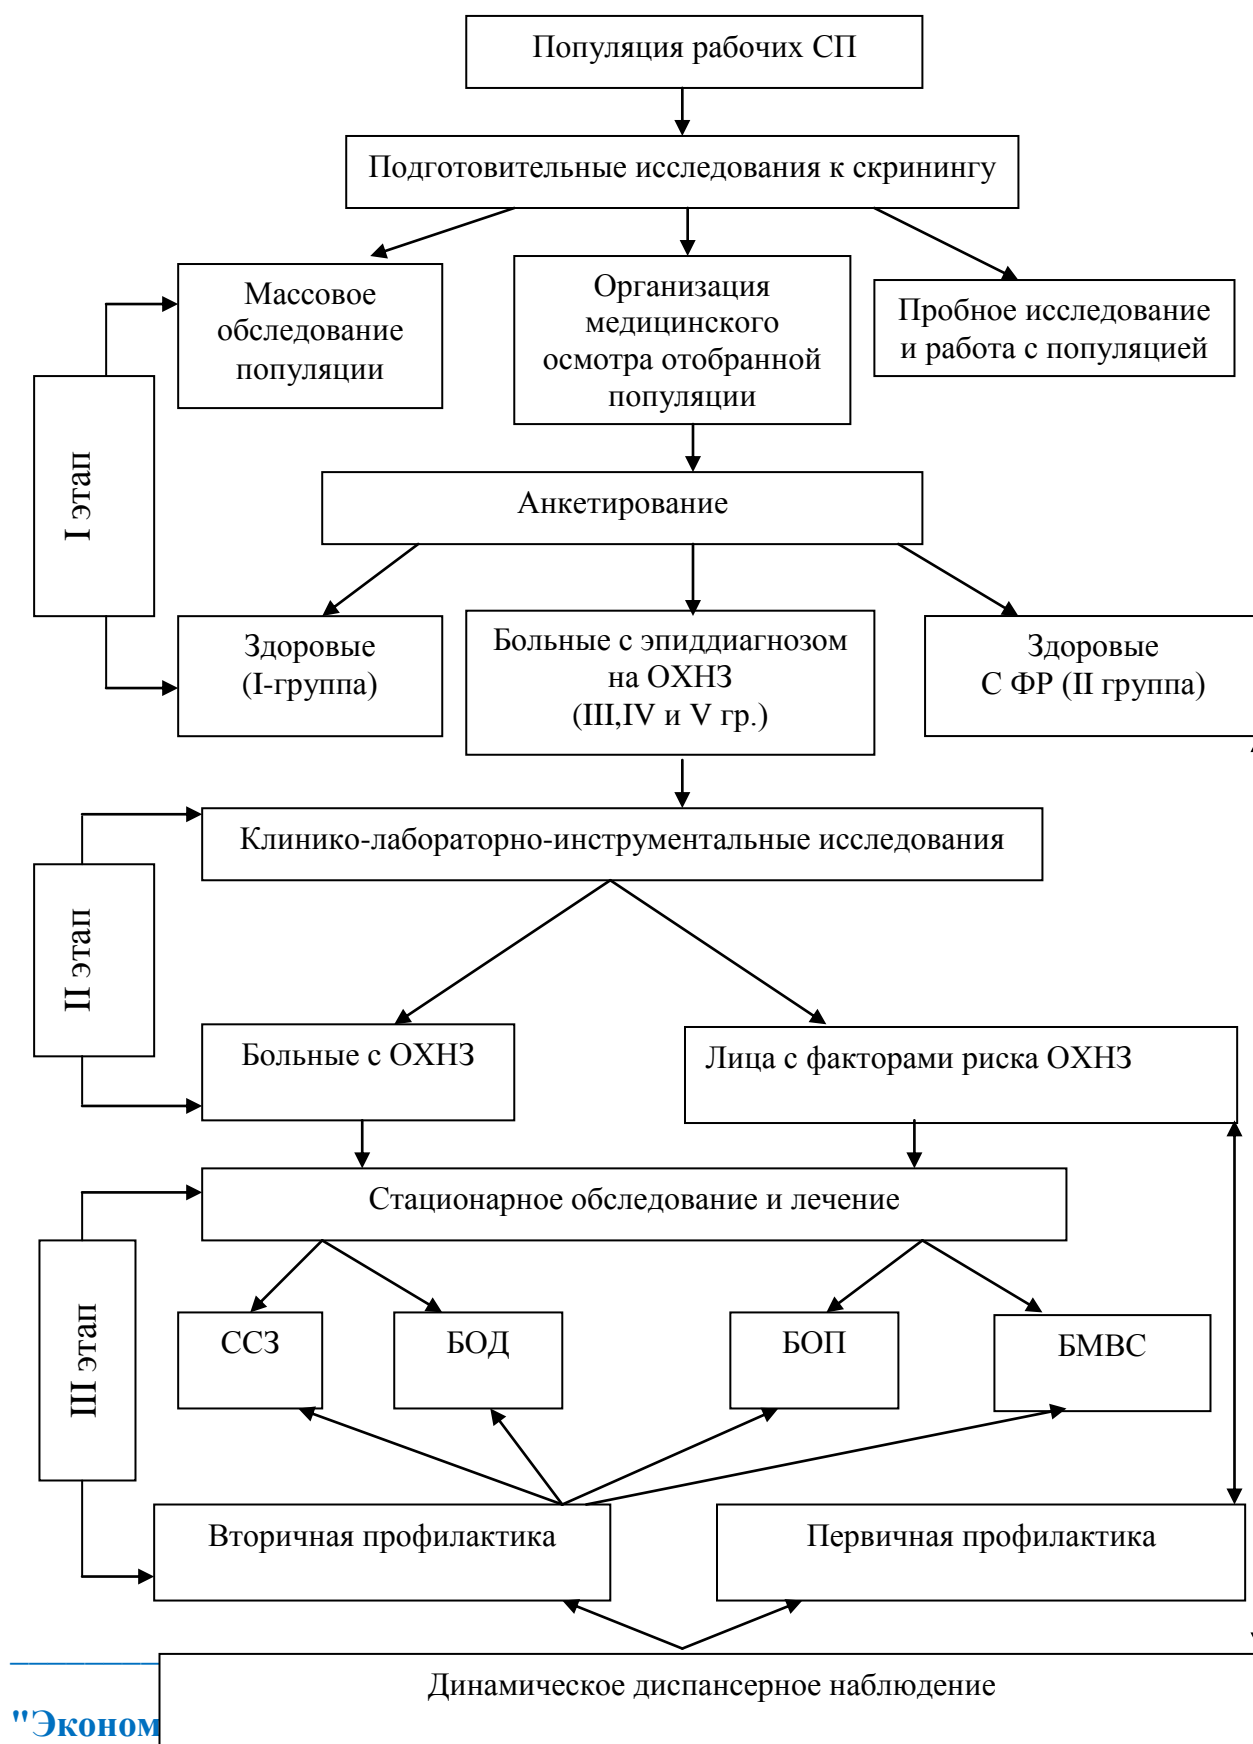 Популяция рабочих СП
Подготовительные исследования к скринингу
Массовое
обследование
популяции
Организация
медицинского
осмотра отобранной
популяции
Пробное исследование
и работа с популяцией
I этап
Анкетирование
Здоровые
(I-группа)
Больные с эпиддиагнозом
на ОХНЗ
(III,IV и V гр.)
Здоровые
С ФР (II группа)
Клинико-лабораторно-инструментальные исследования
II этап
Больные с ОХНЗ
Лица с факторами риска ОХНЗ
Стационарное обследование и лечение
III этап
ССЗ
БОД
БОП
БМВС
Вторичная профилактика
Первичная профилактика
Динамическое диспансерное наблюдение
"Эконом